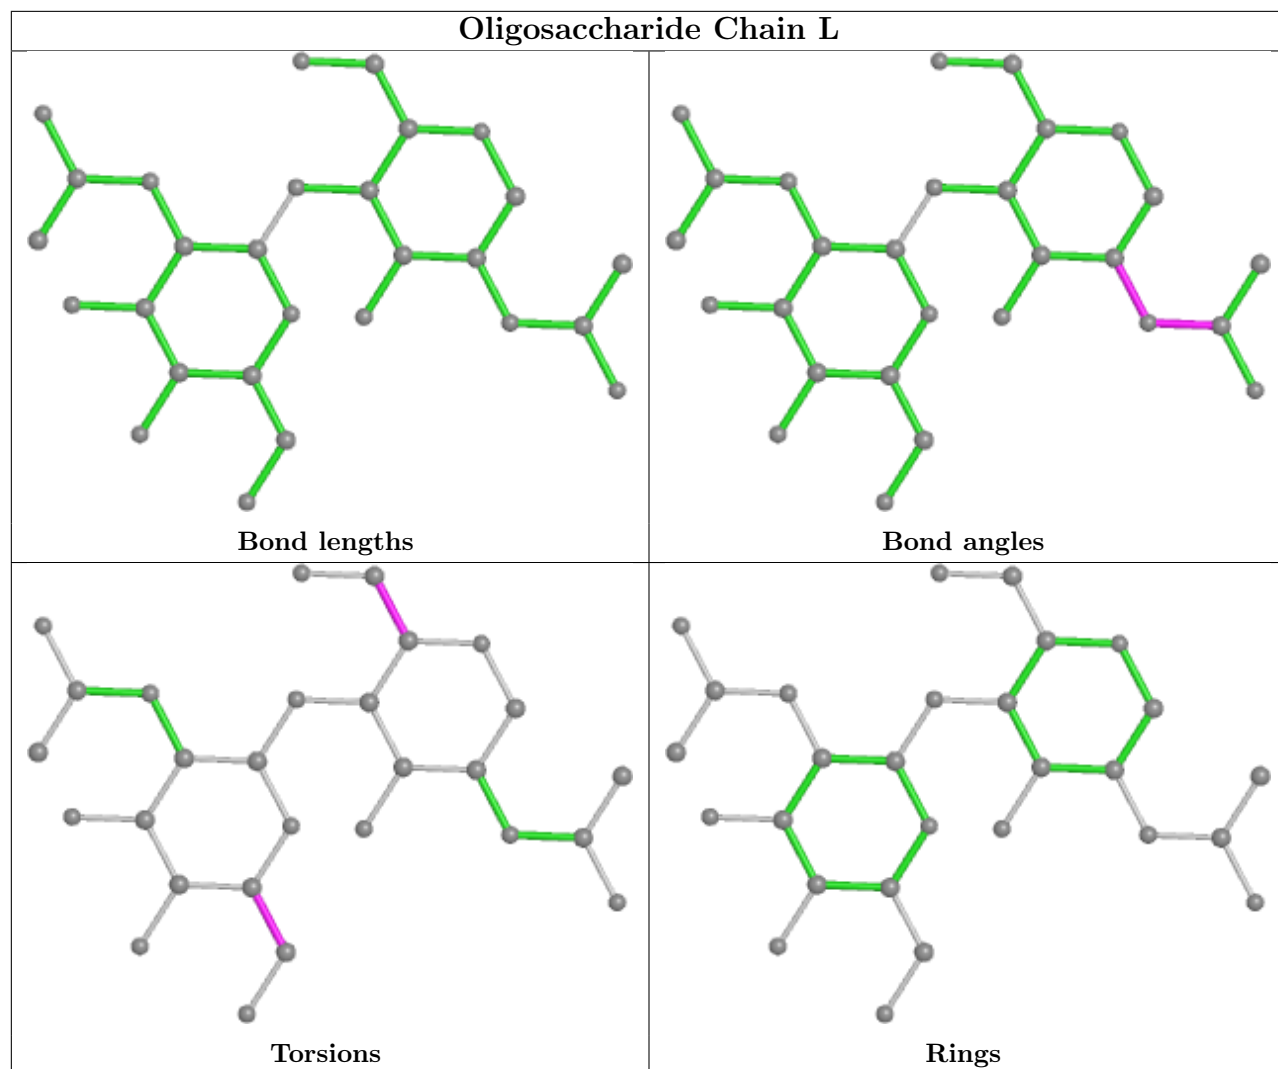 Oligosaccharide Chain L
Bond lengths
Bond angles
Torsions
Rings